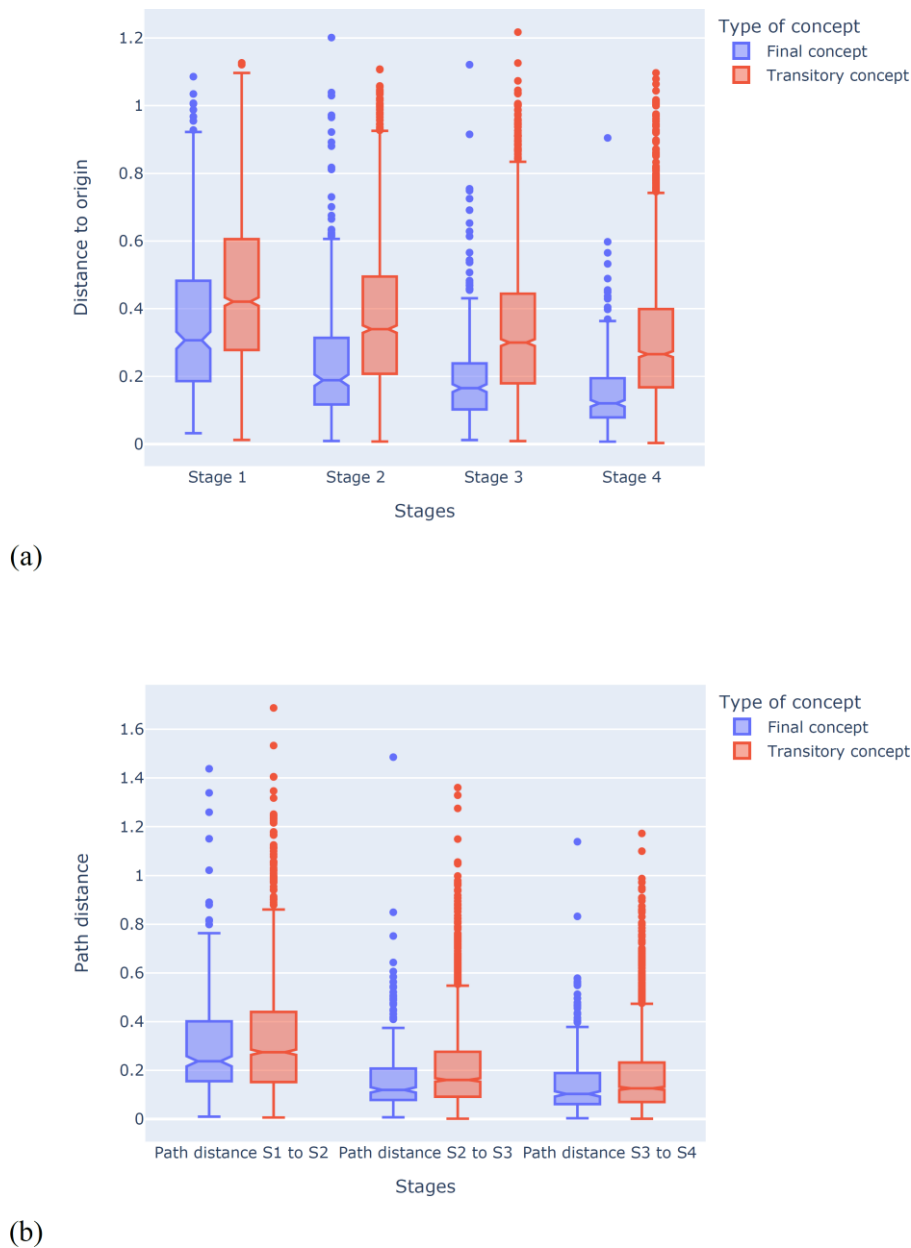 Type of concept
Final concept
Transitory concept
Distance to origin
1.2
1
0.8
0.6
0.4
0.2
0
Stage 1 Stage 2 Stage 3 Stage 4
Stages
(a)
Type of concept
Final concept
Transitory concept
Path distance
1.6
1.4
1.2
1
0.8
0.6
0.4
0.2
0
Path distance S1 to S2 Path distance S2 to S3 Path distance S3 to S4
Stages
(b)